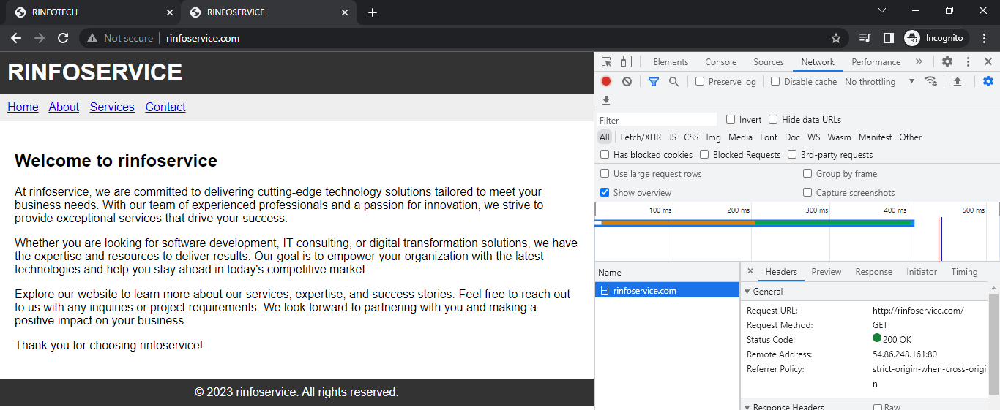 RINFOTECH
RINFOSERVICE
Not secure rinfoservice.com
Incognito
RINFOSERVICE
Home About Services Contact
Welcome to rinfoservice
At rinfoservice, we are committed to delivering cutting-edge technology solutions tailored to meet your
business needs. With our team of experienced professionals and a passion for innovation, we strive to
provide exceptional services that drive your success.
Whether you are looking for software development, IT consulting, or digital transformation solutions, we have
the expertise and resources to deliver results. Our goal is to empower your organization with the latest
technologies and help you stay ahead in today's competitive market.
Explore our website to learn more about our services, expertise, and success stories. Feel free to reach out
to us with any inquiries or project requirements. We look forward to partnering with you and making a
positive impact on your business.
Thank you for choosing rinfoservice!
© 2023 rinfoservice. All rights reserved.
Elements Console Sources Network Performance
Preserve log Disable cache No throttling
Filter Invert Hide data URLs
All Fetch/XHR JS CSS Img Media Font Doc WS Wasm Manifest Other
Has blocked cookies Blocked Requests 3rd-party requests
Use large request rows Group by frame
Show overview Capture screenshots
100 ms 200 ms 300 ms 400 ms 500 ms
Name
rinfoservice.com
Headers Preview Response Initiator Timing
General
Request URL: http://rinfoservice.com/
Request Method: GET
Status Code: 200 OK
Remote Address: 54.86.248.161:80
Referrer Policy: strict-origin-when-cross-origi
n
Response Headers Raw